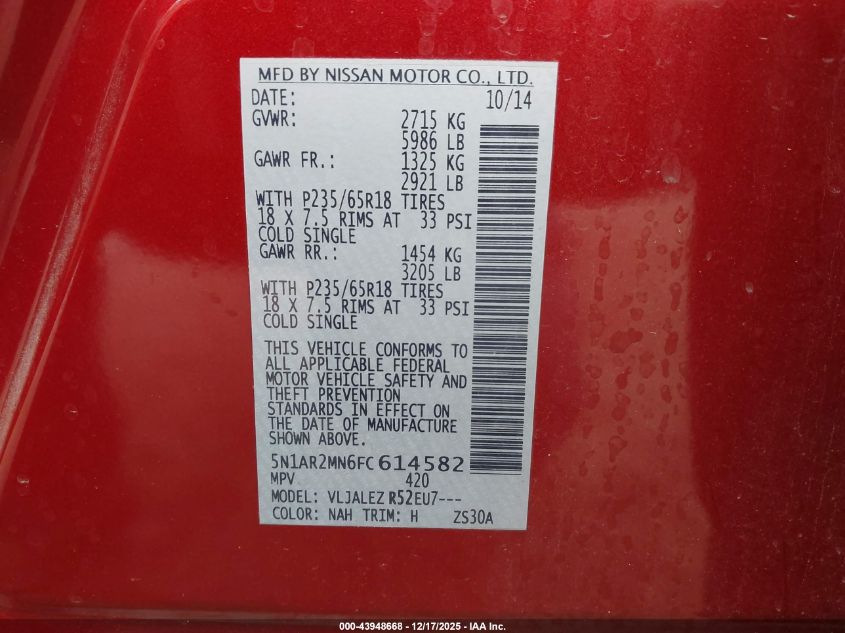 MFD BY NISSAN MOTOR CO., LTD.
DATE: 10/14
GVWR: 2715 KG
5986 LB
GAWR FR.: 1325 KG
2921 LB
WITH P235/65R18 TIRES
18 X 7.5 RIMS AT 33 PSI
COLD SINGLE
GAWR RR.: 1454 KG
3205 LB
WITH P235/65R18 TIRES
18 X 7.5 RIMS AT 33 PSI
COLD SINGLE
THIS VEHICLE CONFORMS TO
ALL APPLICABLE FEDERAL
MOTOR VEHICLE SAFETY AND
THEFT PREVENTION
STANDARDS IN EFFECT ON
THE DATE OF MANUFACTURE
SHOWN ABOVE.
5N1AR2MN6FC614582
MPV 420
MODEL: VLJALEZ R52EU7---
COLOR: NAH TRIM: H ZS30A
000-43948668 - 12/17/2025 - IAA Inc.